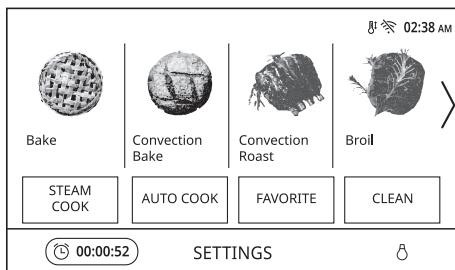 02:38 AM
Bake
Convection
Bake
Convection
Roast
Broil
STEAM
COOK
AUTO COOK
FAVORITE
CLEAN
00:00:52
SETTINGS